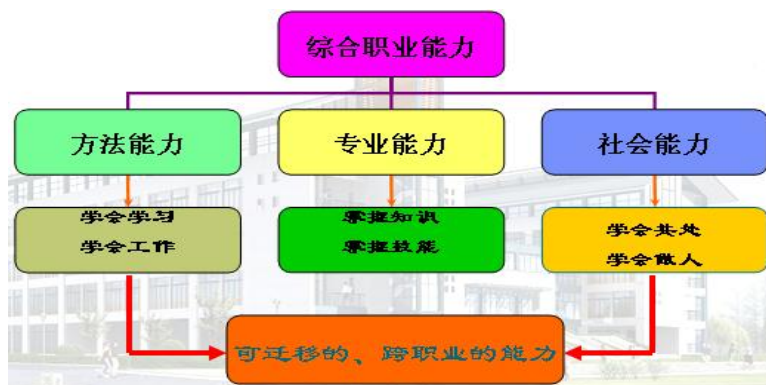 综合职业能力
方法能力
专业能力
社会能力
学会学习
学会工作
掌握知识
掌握技能
学会共处
学会做人
可迁移的、跨职业的能力